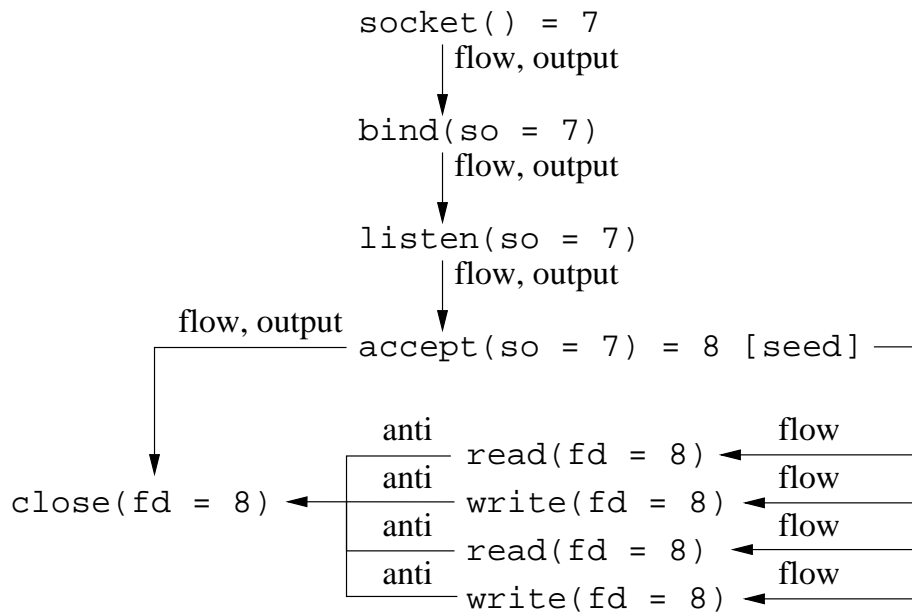 socket() = 7
flow, output
bind(so = 7)
flow, output
listen(so = 7)
flow, output
flow, output
accept(so = 7) = 8 [seed]
anti
read(fd = 8)
flow
anti
write(fd = 8)
flow
close(fd = 8)
anti
read(fd = 8)
flow
anti
write(fd = 8)
flow